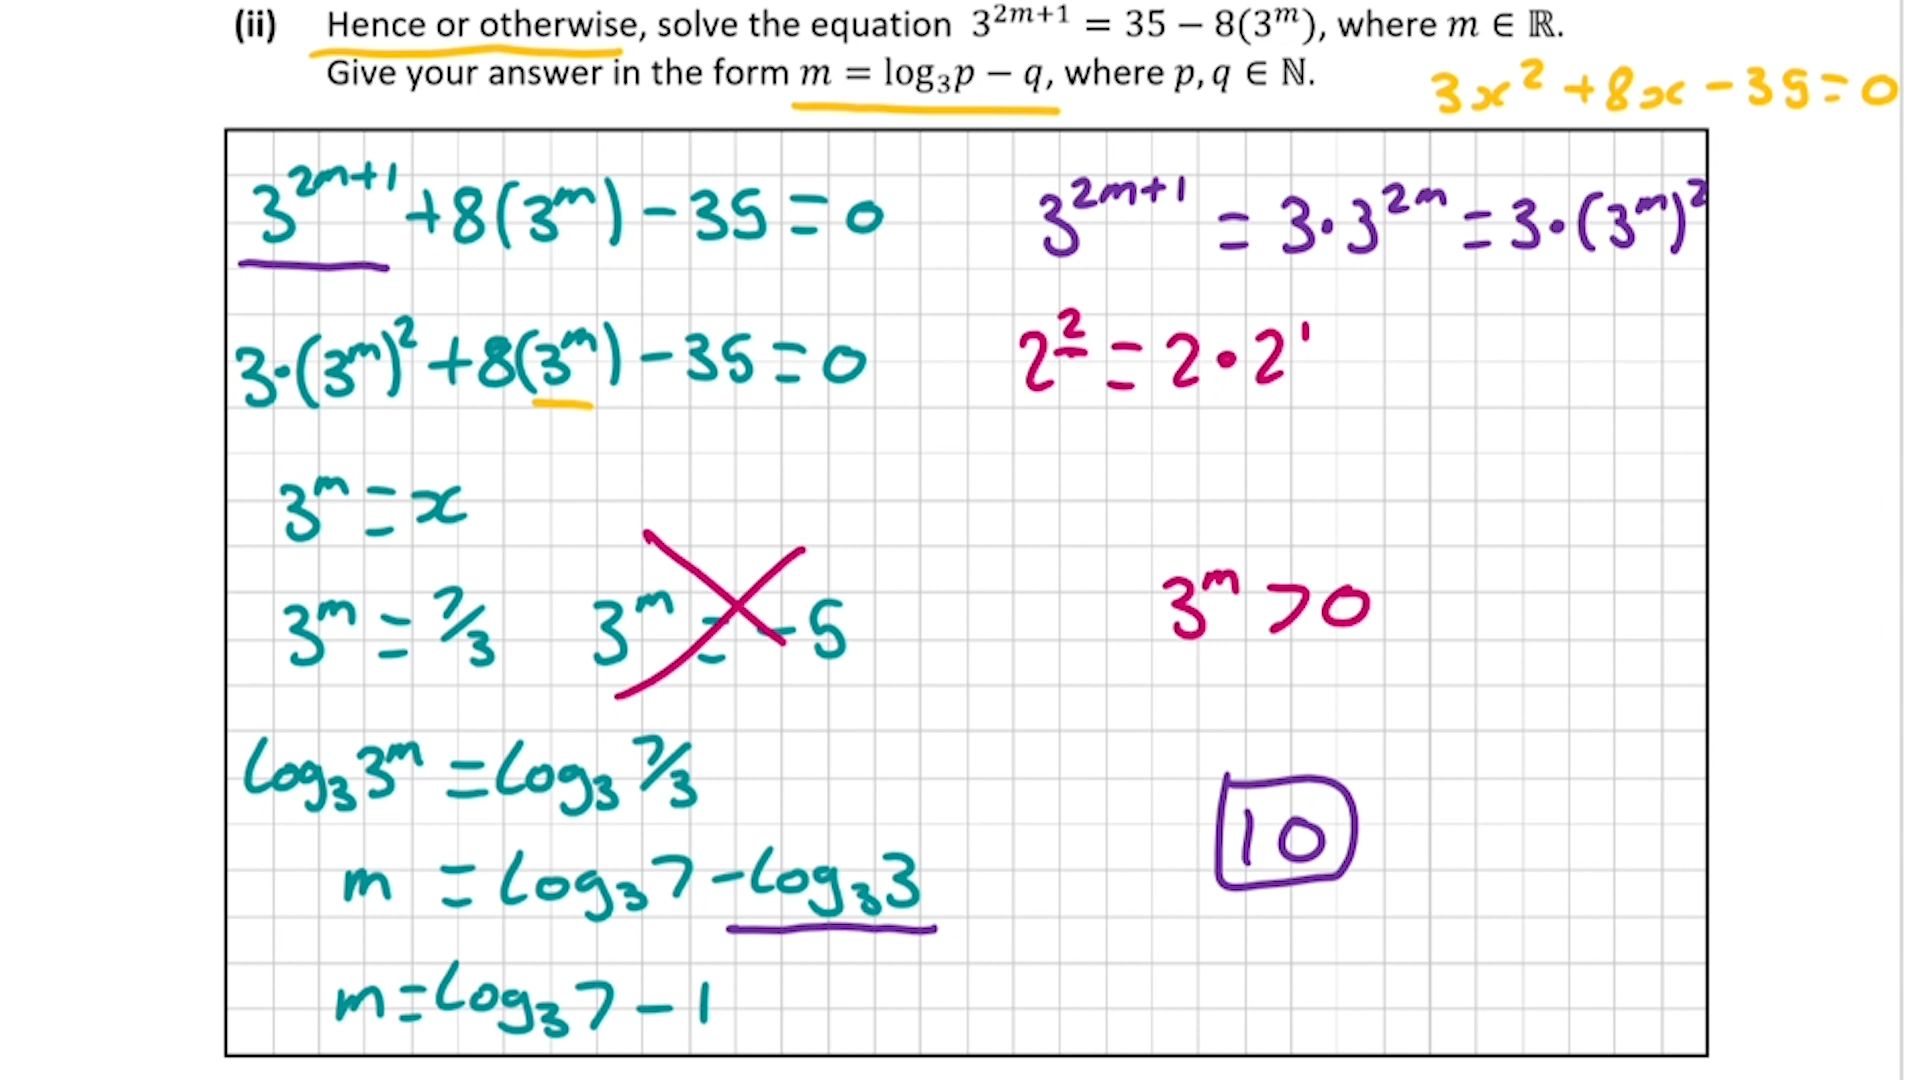 (ii) Hence or otherwise, solve the equation 3^{2m+1} = 35 − 8(3^m), where m ∈ ℝ.
Give your answer in the form m = log₃p − q, where p, q ∈ ℕ.
3x² + 8x − 35 = 0
3^{2m+1} + 8(3^m) − 35 = 0
3^{2m+1} = 3·3^{2m} = 3·(3^m)²
3·(3^m)² + 8(3^m) − 35 = 0
2² = 2·2¹
3^m = x
3^m = 7/3 3^m = −5
3^m > 0
log₃3^m = log₃7/3
10
m = log₃7 − log₃3
m = log₃7 − 1